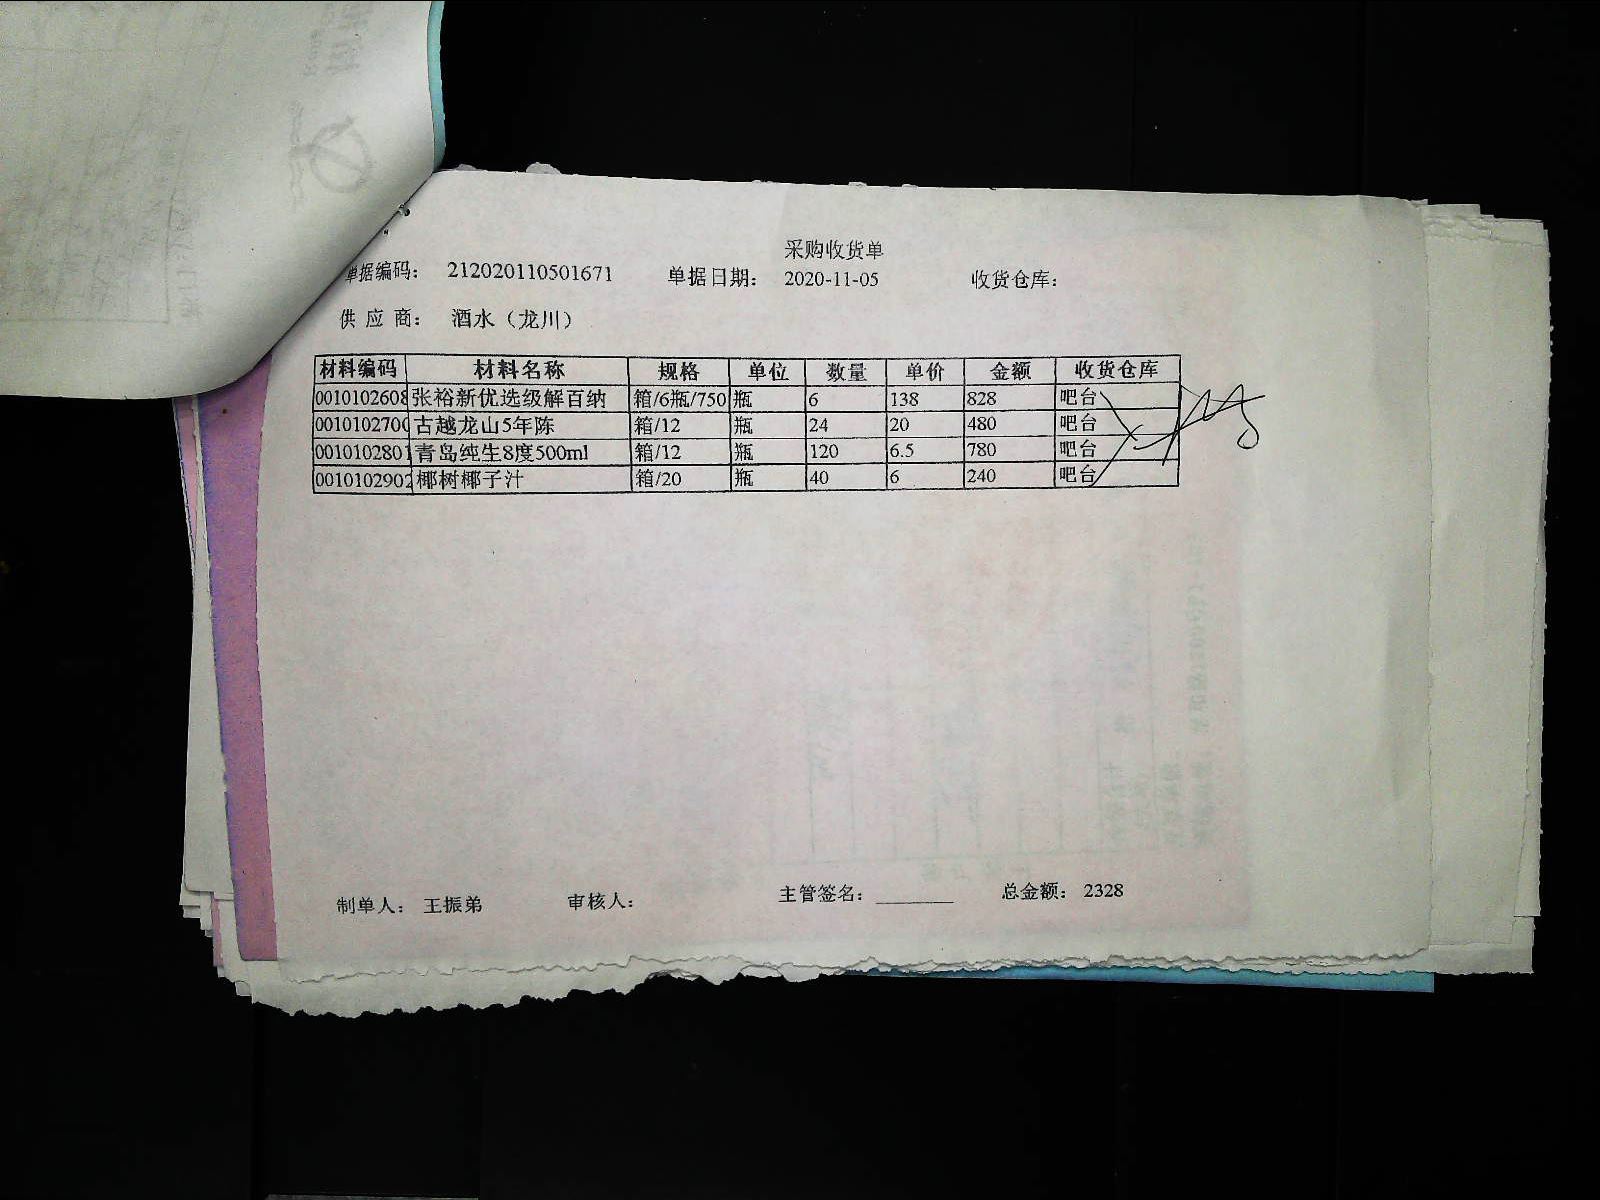 采购收货单
单据编码： 212020110501671 单据日期： 2020-11-05 收货仓库：
供 应 商： 酒水（龙川）
材料编码 材料名称 规格 单位 数量 单价 金额 收货仓库
0010102608 张裕新优选级解百纳 箱/6瓶/750 瓶 6 138 828 吧台
001010270 古越龙山5年陈 箱/12 瓶 24 20 480 吧台
0010102801 青岛纯生8度500ml 箱/12 瓶 120 6.5 780 吧台
0010102902 椰树椰子汁 箱/20 瓶 40 6 240 吧台
制单人： 王振弟 审核人： 主管签名：________ 总金额： 2328